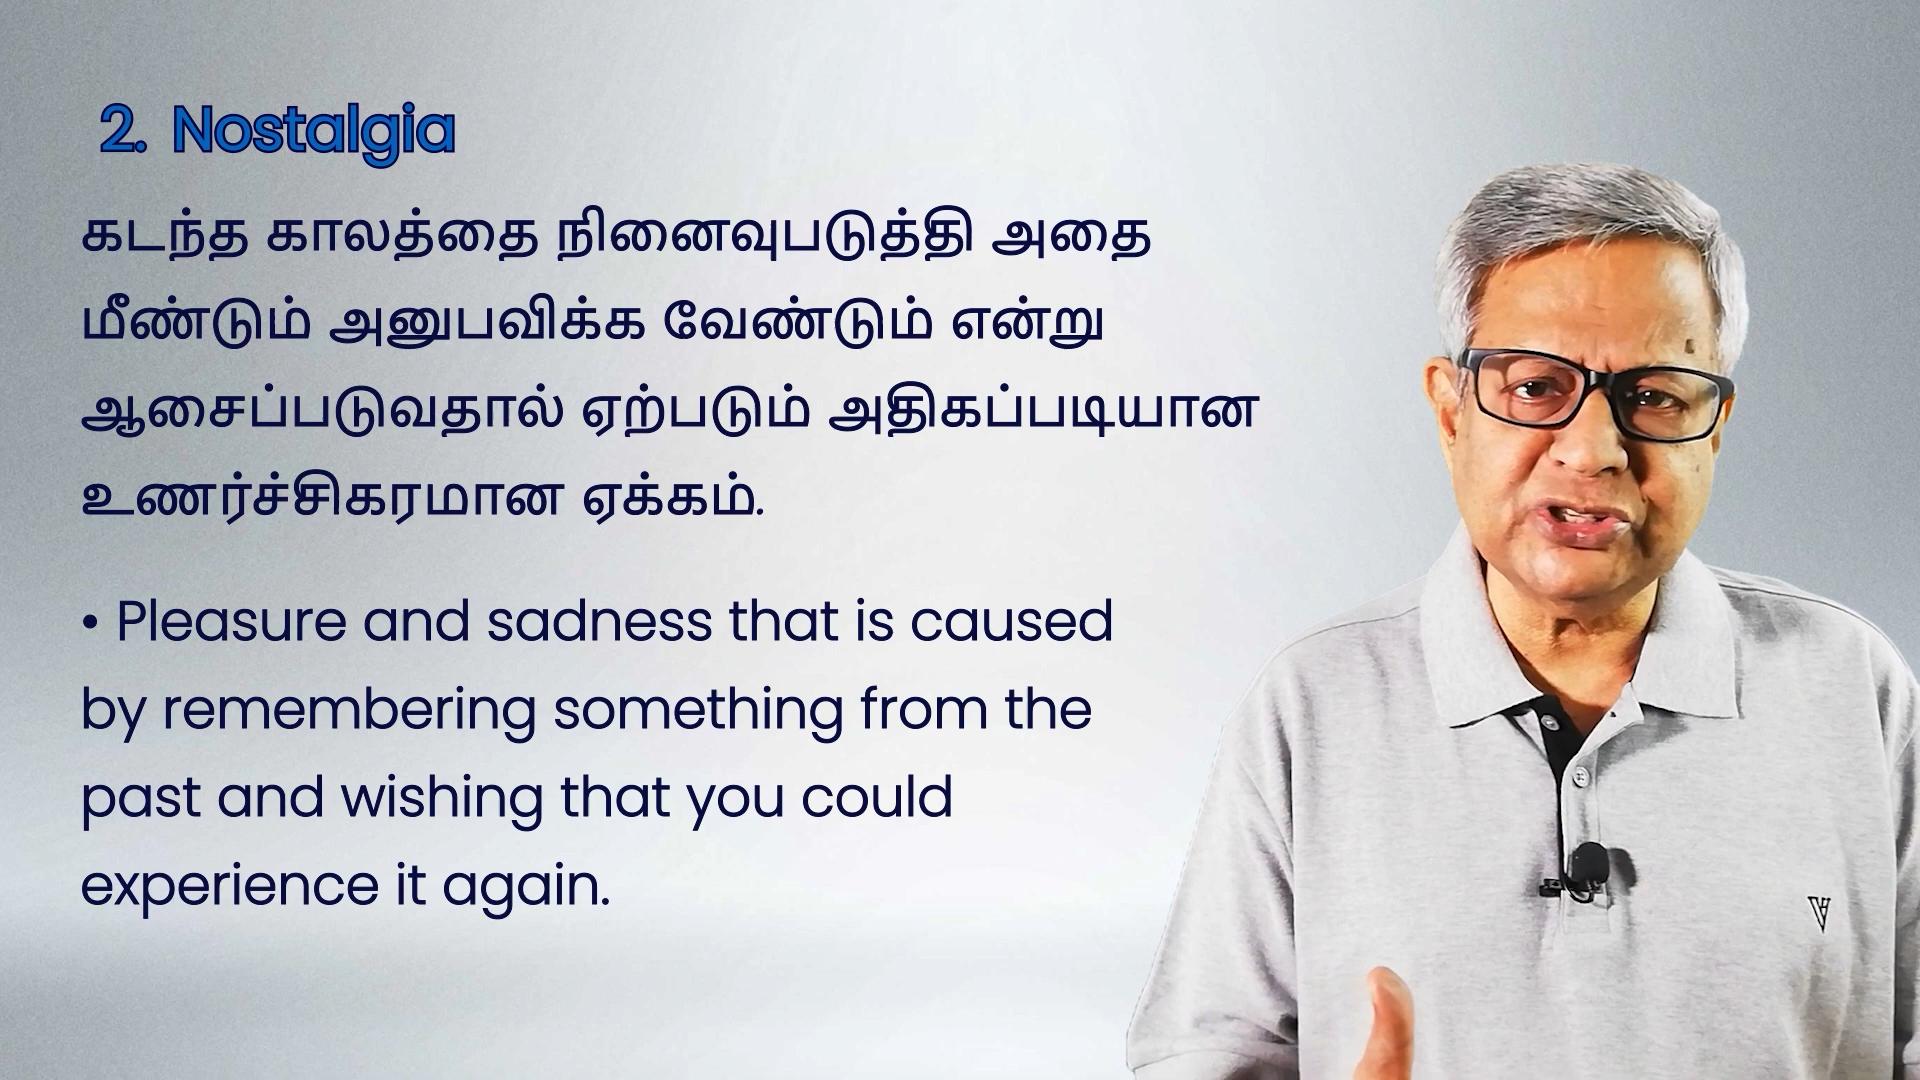 2. Nostalgia
கடந்த காலத்தை நினைவுபடுத்தி அதை
மீண்டும் அனுபவிக்க வேண்டும் என்று
ஆசைப்படுவதால் ஏற்படும் அதிகப்படியான
உணர்ச்சிகரமான ஏக்கம்.
• Pleasure and sadness that is caused
by remembering something from the
past and wishing that you could
experience it again.